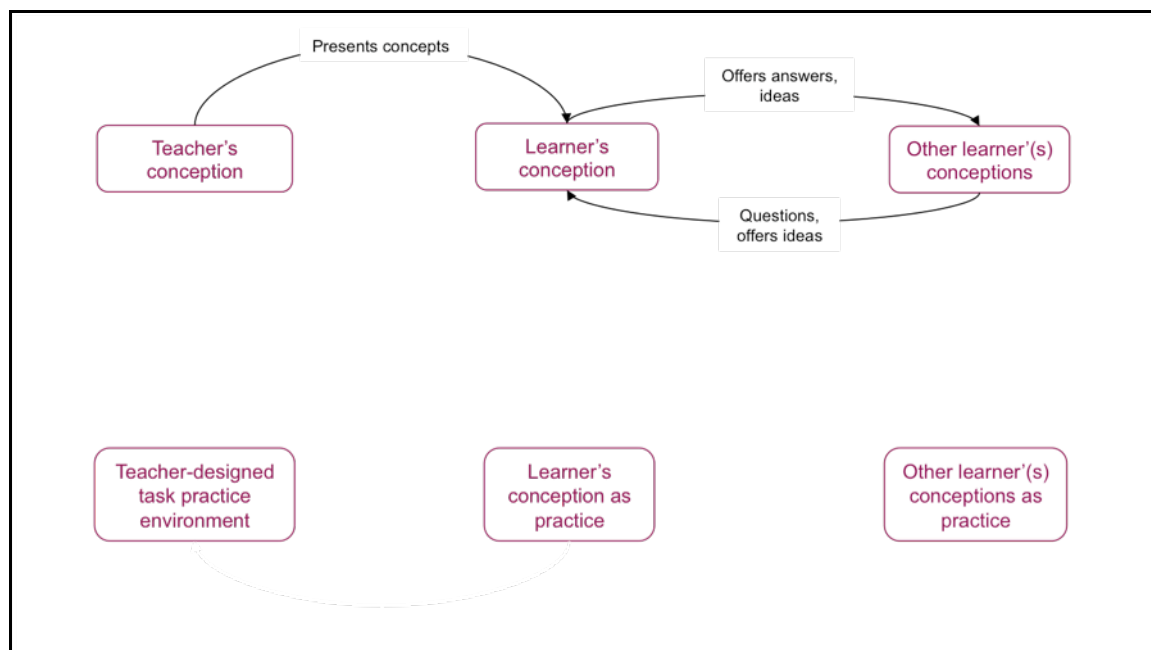 Presents concepts
Offers answers,
ideas
Teacher's
conception
Learner's
conception
Other learner'(s)
conceptions
Questions,
offers ideas
Teacher-designed
task practice
environment
Learner's
conception as
practice
Other learner'(s)
conceptions as
practice